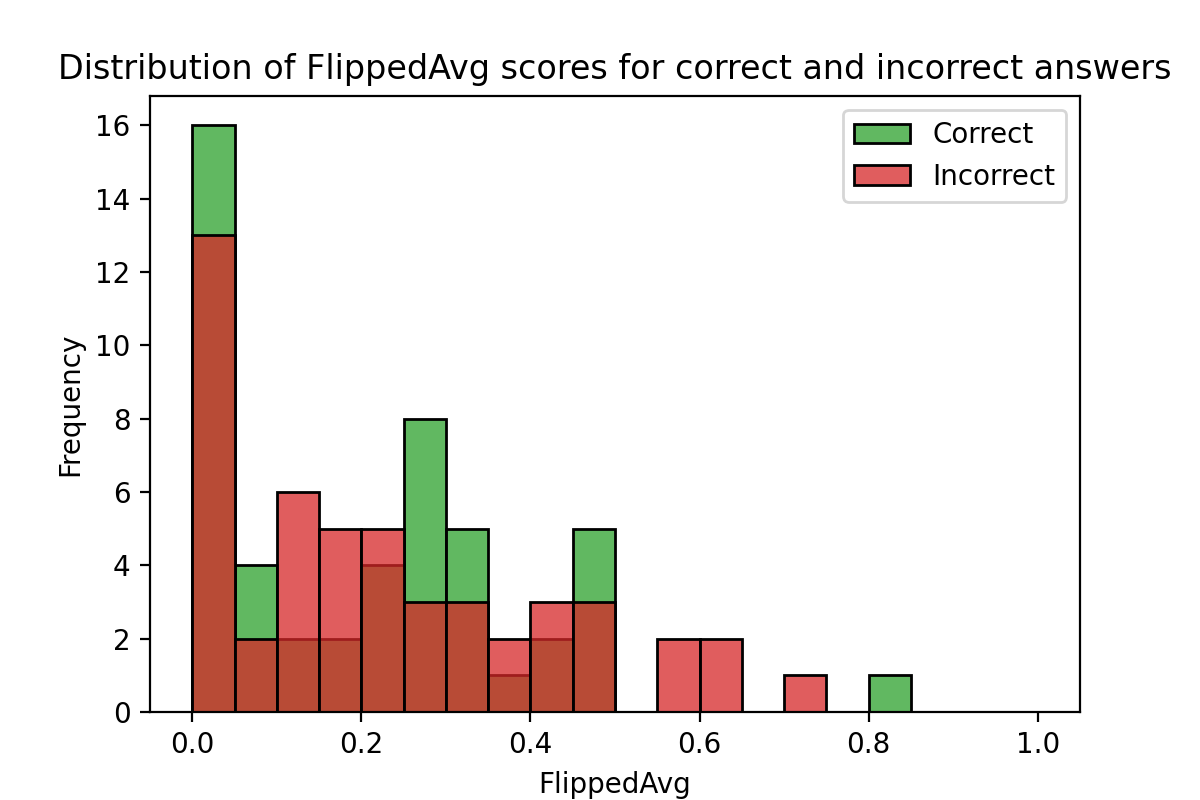 Distribution of FlippedAvg scores for correct and incorrect answers
Correct
Incorrect
16
14
12
10
8
6
4
2
0
Frequency
0.0 0.2 0.4 0.6 0.8 1.0
FlippedAvg